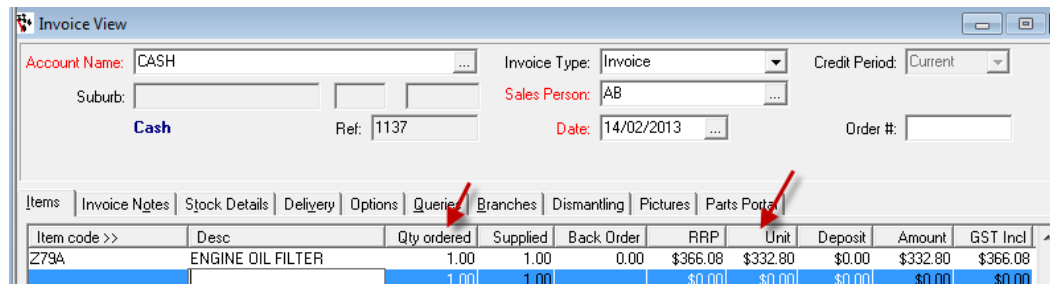 Invoice View
Account Name: CASH ... Invoice Type: Invoice Credit Period: Current
Suburb: Sales Person: AB ...
Cash Ref: 1137 Date: 14/02/2013 ... Order #:
Items Invoice Notes Stock Details Delivery Options Queries Branches Dismantling Pictures Parts Portal
Item code >> Desc Qty ordered Supplied Back Order RRP Unit Deposit Amount GST Incl
Z79A ENGINE OIL FILTER 1.00 1.00 0.00 $366.08 $332.80 $0.00 $332.80 $366.08
1.00 1.00 $0.00 $0.00 $0.00 $0.00 $0.00